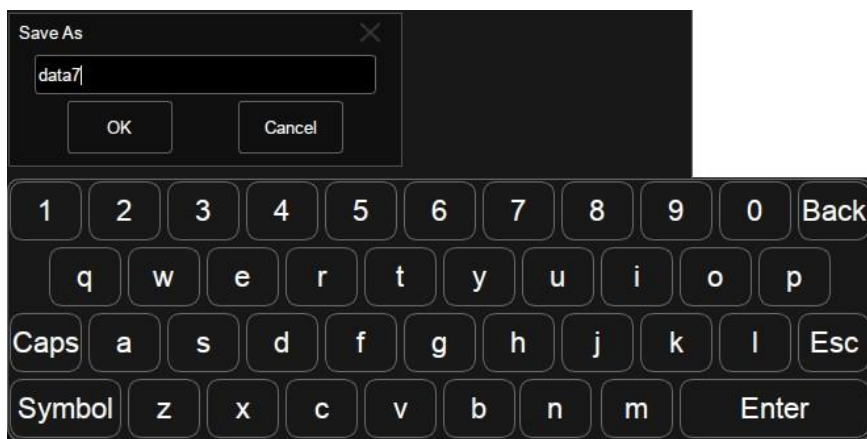 Save As
data7
OK Cancel
1 2 3 4 5 6 7 8 9 0 Back
q w e r t y u i o p
Caps a s d f g h j k l Esc
Symbol z x c v b n m Enter